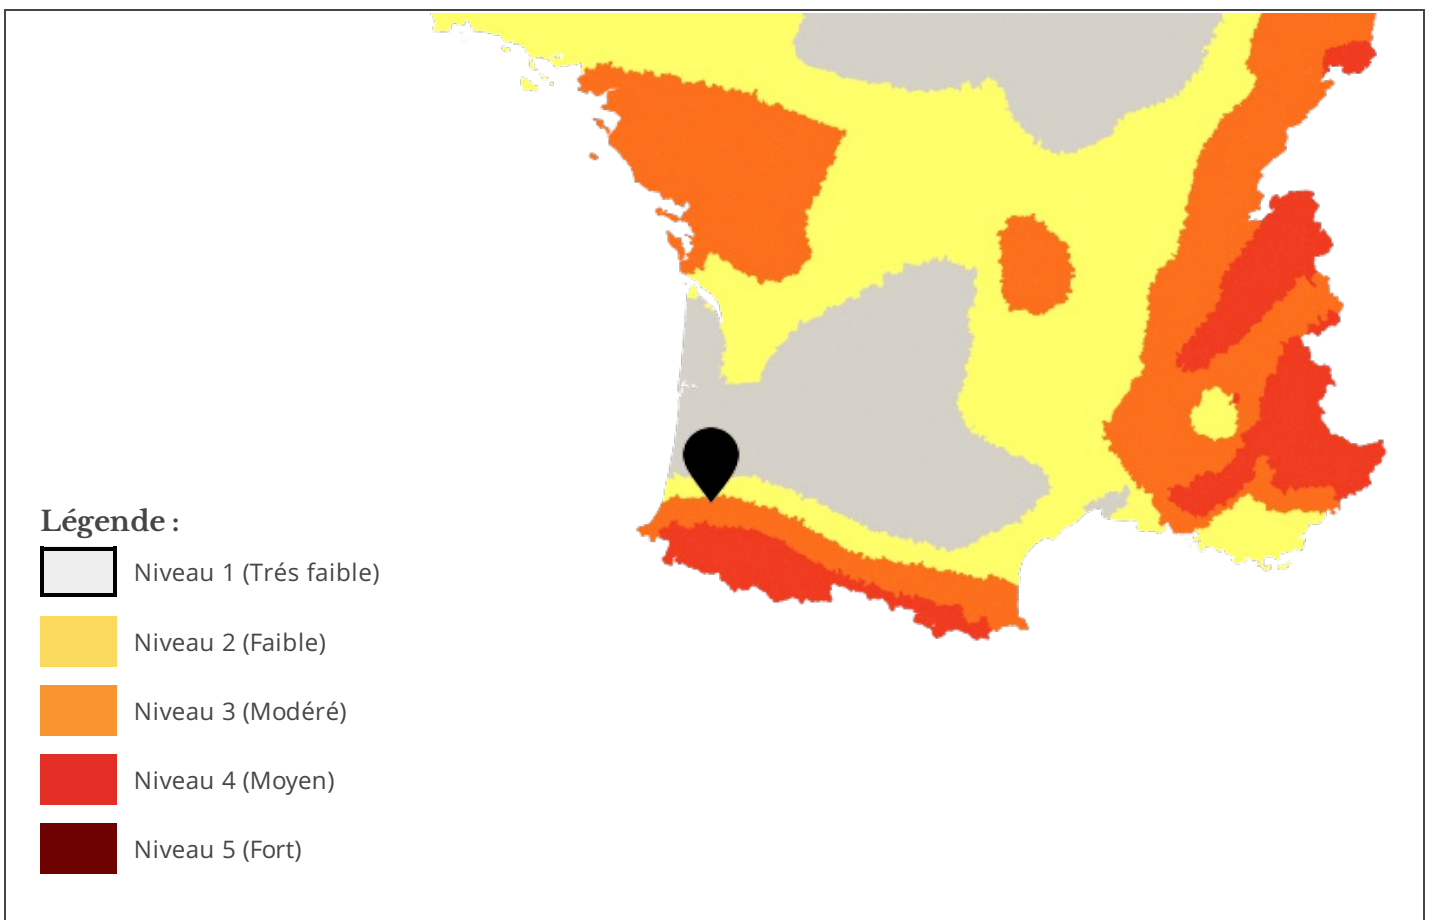 Légende :
Niveau 1 (Trés faible)
Niveau 2 (Faible)
Niveau 3 (Modéré)
Niveau 4 (Moyen)
Niveau 5 (Fort)